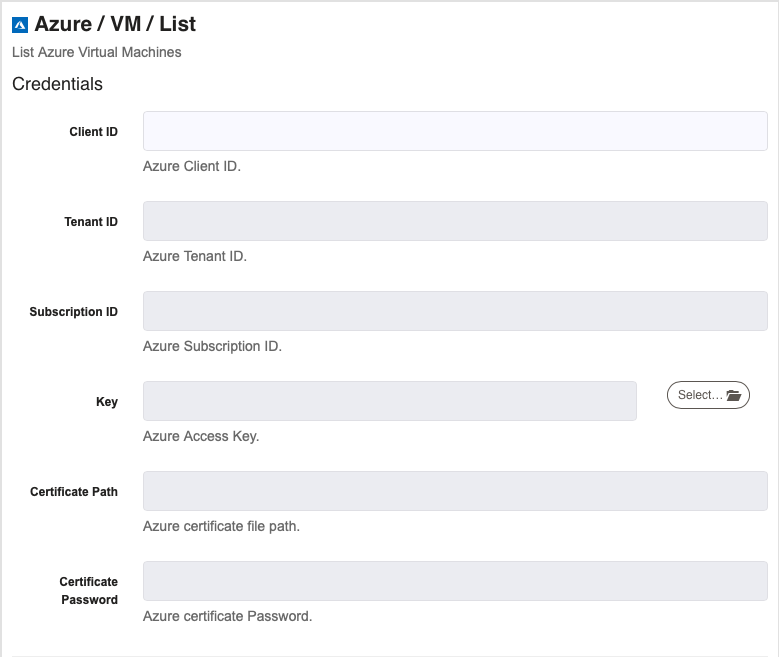 Azure / VM / List
List Azure Virtual Machines
Credentials
Client ID
Azure Client ID.
Tenant ID
Azure Tenant ID.
Subscription ID
Azure Subscription ID.
Key
Select...
Azure Access Key.
Certificate Path
Azure certificate file path.
Certificate
Password
Azure certificate Password.